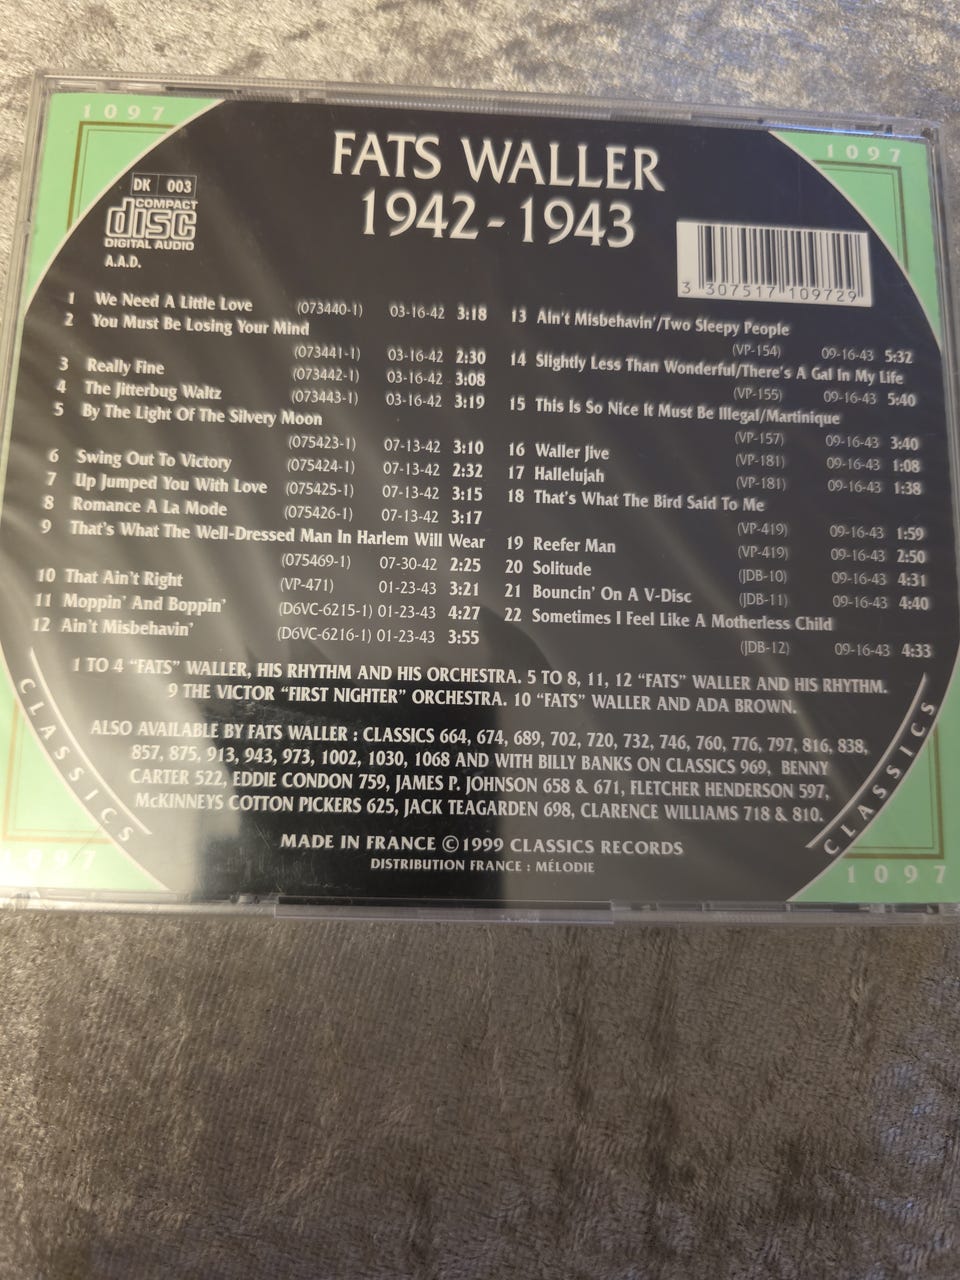 1097
1097
FATS WALLER
1942-1943
DK 003
COMPACT
disc
DIGITAL AUDIO
A.A.D.
3 307517 109729
1 We Need A Little Love (073440-1) 03-16-42 3:18
2 You Must Be Losing Your Mind
(073441-1) 03-16-42 2:30
3 Really Fine (073442-1) 03-16-42 3:08
4 The Jitterbug Waltz (073443-1) 03-16-42 3:19
5 By The Light Of The Silvery Moon
(075423-1) 07-13-42 3:10
6 Swing Out To Victory (075424-1) 07-13-42 2:32
7 Up Jumped You With Love (075425-1) 07-13-42 3:15
8 Romance A La Mode (075426-1) 07-13-42 3:17
9 That's What The Well-Dressed Man In Harlem Will Wear
(075469-1) 07-30-42 2:25
10 That Ain't Right (VP-471) 01-23-43 3:21
11 Moppin' And Boppin' (D6VC-6215-1) 01-23-43 4:27
12 Ain't Misbehavin' (D6VC-6216-1) 01-23-43 3:55
13 Ain't Misbehavin'/Two Sleepy People
(VP-154) 09-16-43 5:32
14 Slightly Less Than Wonderful/There's A Gal In My Life
(VP-155) 09-16-43 5:40
15 This Is So Nice It Must Be Illegal/Martinique
(VP-157) 09-16-43 3:40
16 Waller Jive (VP-181) 09-16-43 1:08
17 Hallelujah (VP-181) 09-16-43 1:38
18 That's What The Bird Said To Me
(VP-419) 09-16-43 1:59
19 Reefer Man (VP-419) 09-16-43 2:50
20 Solitude (JDB-10) 09-16-43 4:31
21 Bouncin' On A V-Disc (JDB-11) 09-16-43 4:40
22 Sometimes I Feel Like A Motherless Child
(JDB-12) 09-16-43 4:33
1 TO 4 "FATS" WALLER, HIS RHYTHM AND HIS ORCHESTRA. 5 TO 8, 11, 12 "FATS" WALLER AND HIS RHYTHM.
9 THE VICTOR "FIRST NIGHTER" ORCHESTRA. 10 "FATS" WALLER AND ADA BROWN.
ALSO AVAILABLE BY FATS WALLER : CLASSICS 664, 674, 689, 702, 720, 732, 746, 760, 776, 797, 816, 838,
857, 875, 913, 943, 973, 1002, 1030, 1068 AND WITH BILLY BANKS ON CLASSICS 969, BENNY
CARTER 522, EDDIE CONDON 759, JAMES P. JOHNSON 658 & 671, FLETCHER HENDERSON 597,
McKINNEYS COTTON PICKERS 625, JACK TEAGARDEN 698, CLARENCE WILLIAMS 718 & 810.
MADE IN FRANCE ©1999 CLASSICS RECORDS
DISTRIBUTION FRANCE : MÉLODIE
CLASSICS
CLASSICS
1097
1097